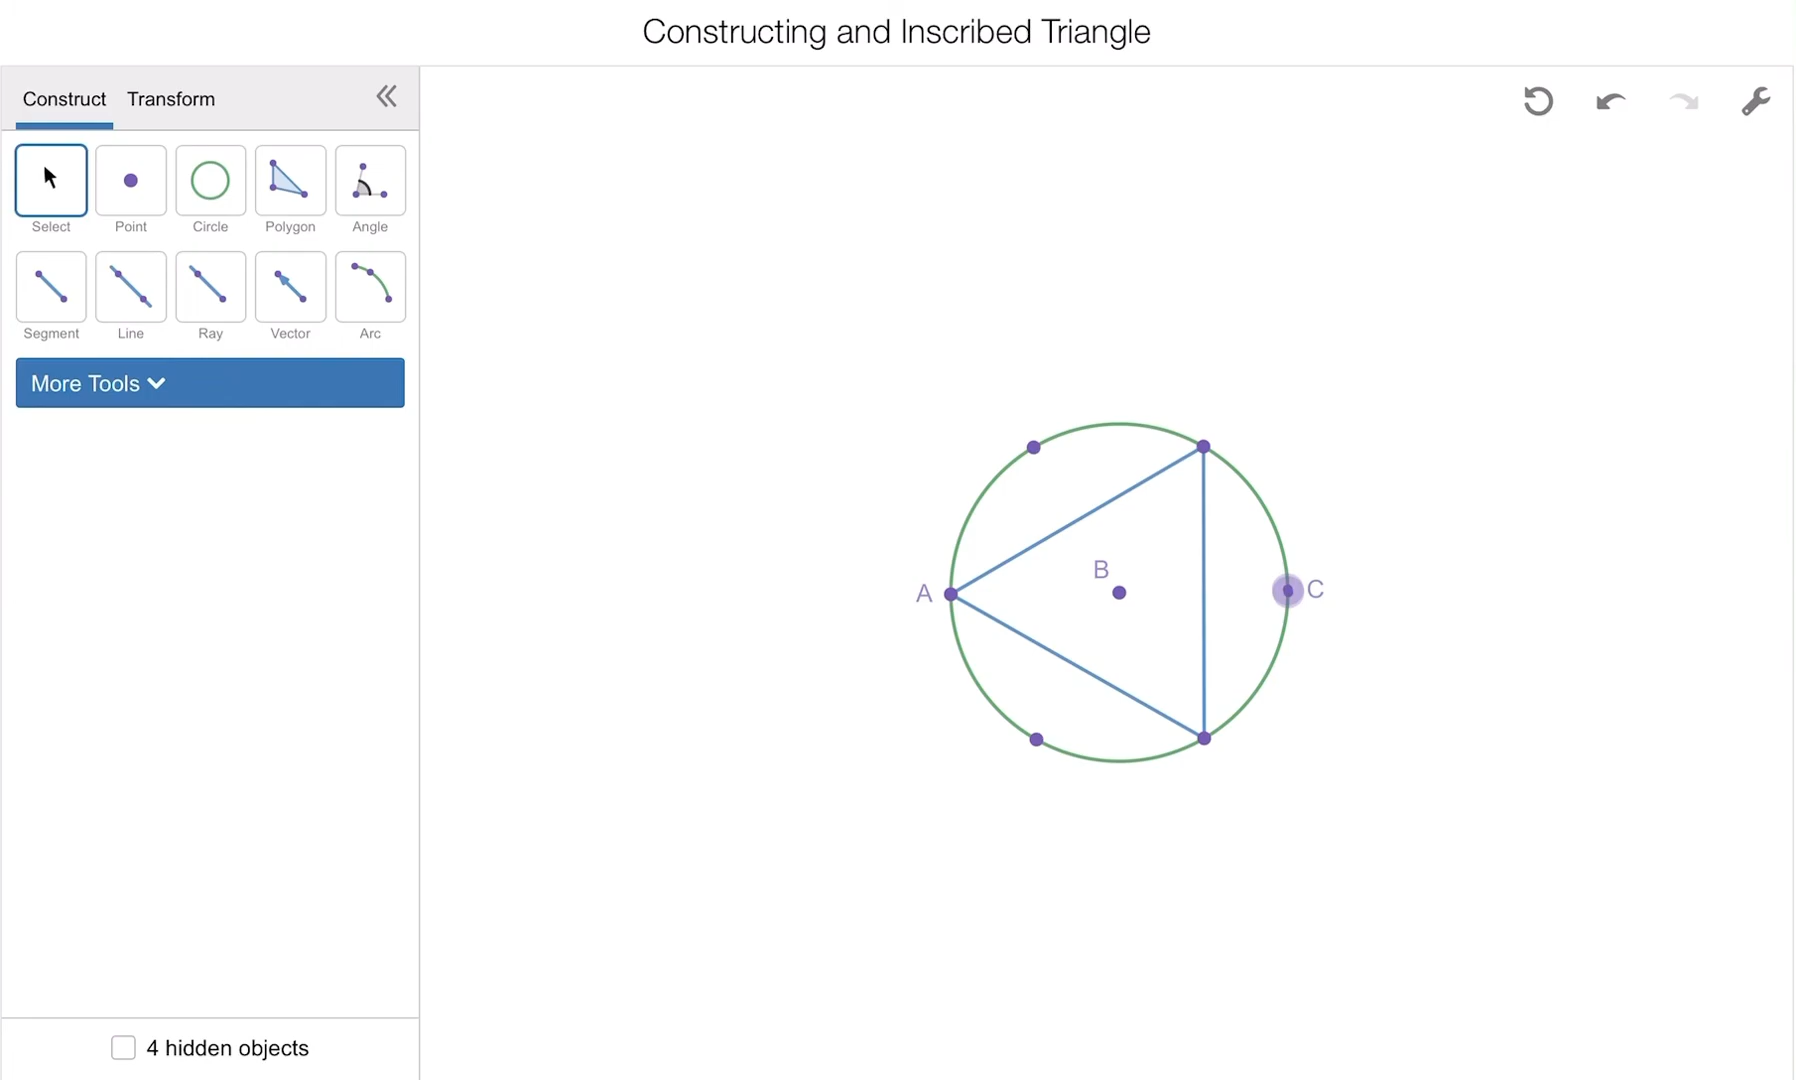 Constructing and Inscribed Triangle
Construct Transform
Select Point Circle Polygon Angle
Segment Line Ray Vector Arc
More Tools
B
A
C
4 hidden objects